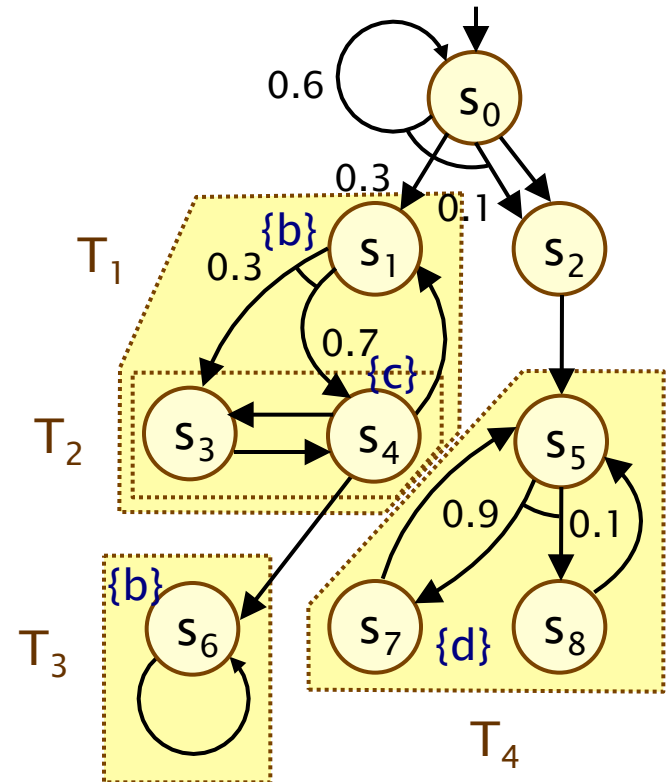 s0
0.6
0.3
0.1
T1
{b}
s1
s2
0.3
0.7
{c}
T2
s3
s4
s5
0.9
0.1
{b}
T3
s6
s7
{d}
s8
T4